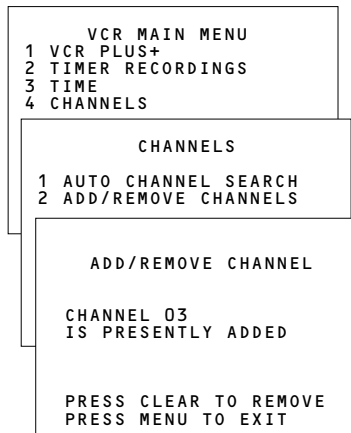 VCR MAIN MENU
1 VCR PLUS+
2 TIMER RECORDINGS
3 TIME
4 CHANNELS
CHANNELS
1 AUTO CHANNEL SEARCH
2 ADD/REMOVE CHANNELS
ADD/REMOVE CHANNEL
CHANNEL 03
IS PRESENTLY ADDED
PRESS CLEAR TO REMOVE
PRESS MENU TO EXIT